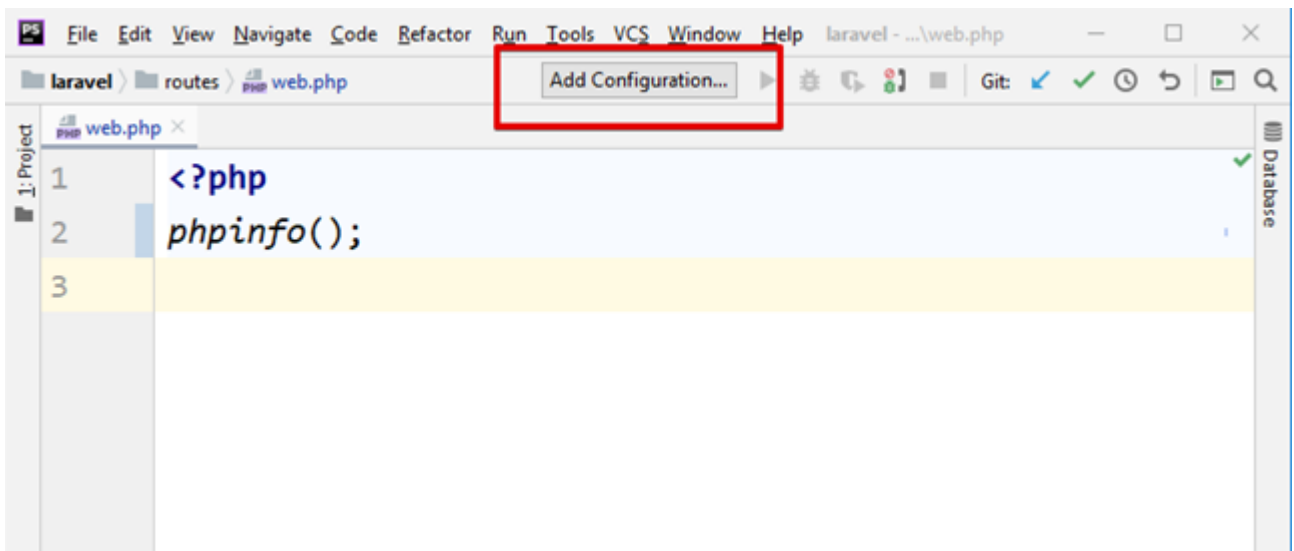 PS File Edit View Navigate Code Refactor Run Tools VCS Window Help laravel - ...\web.php
laravel routes web.php Add Configuration... Git:
web.php
1: Project
Database
1 <?php
2 phpinfo();
3